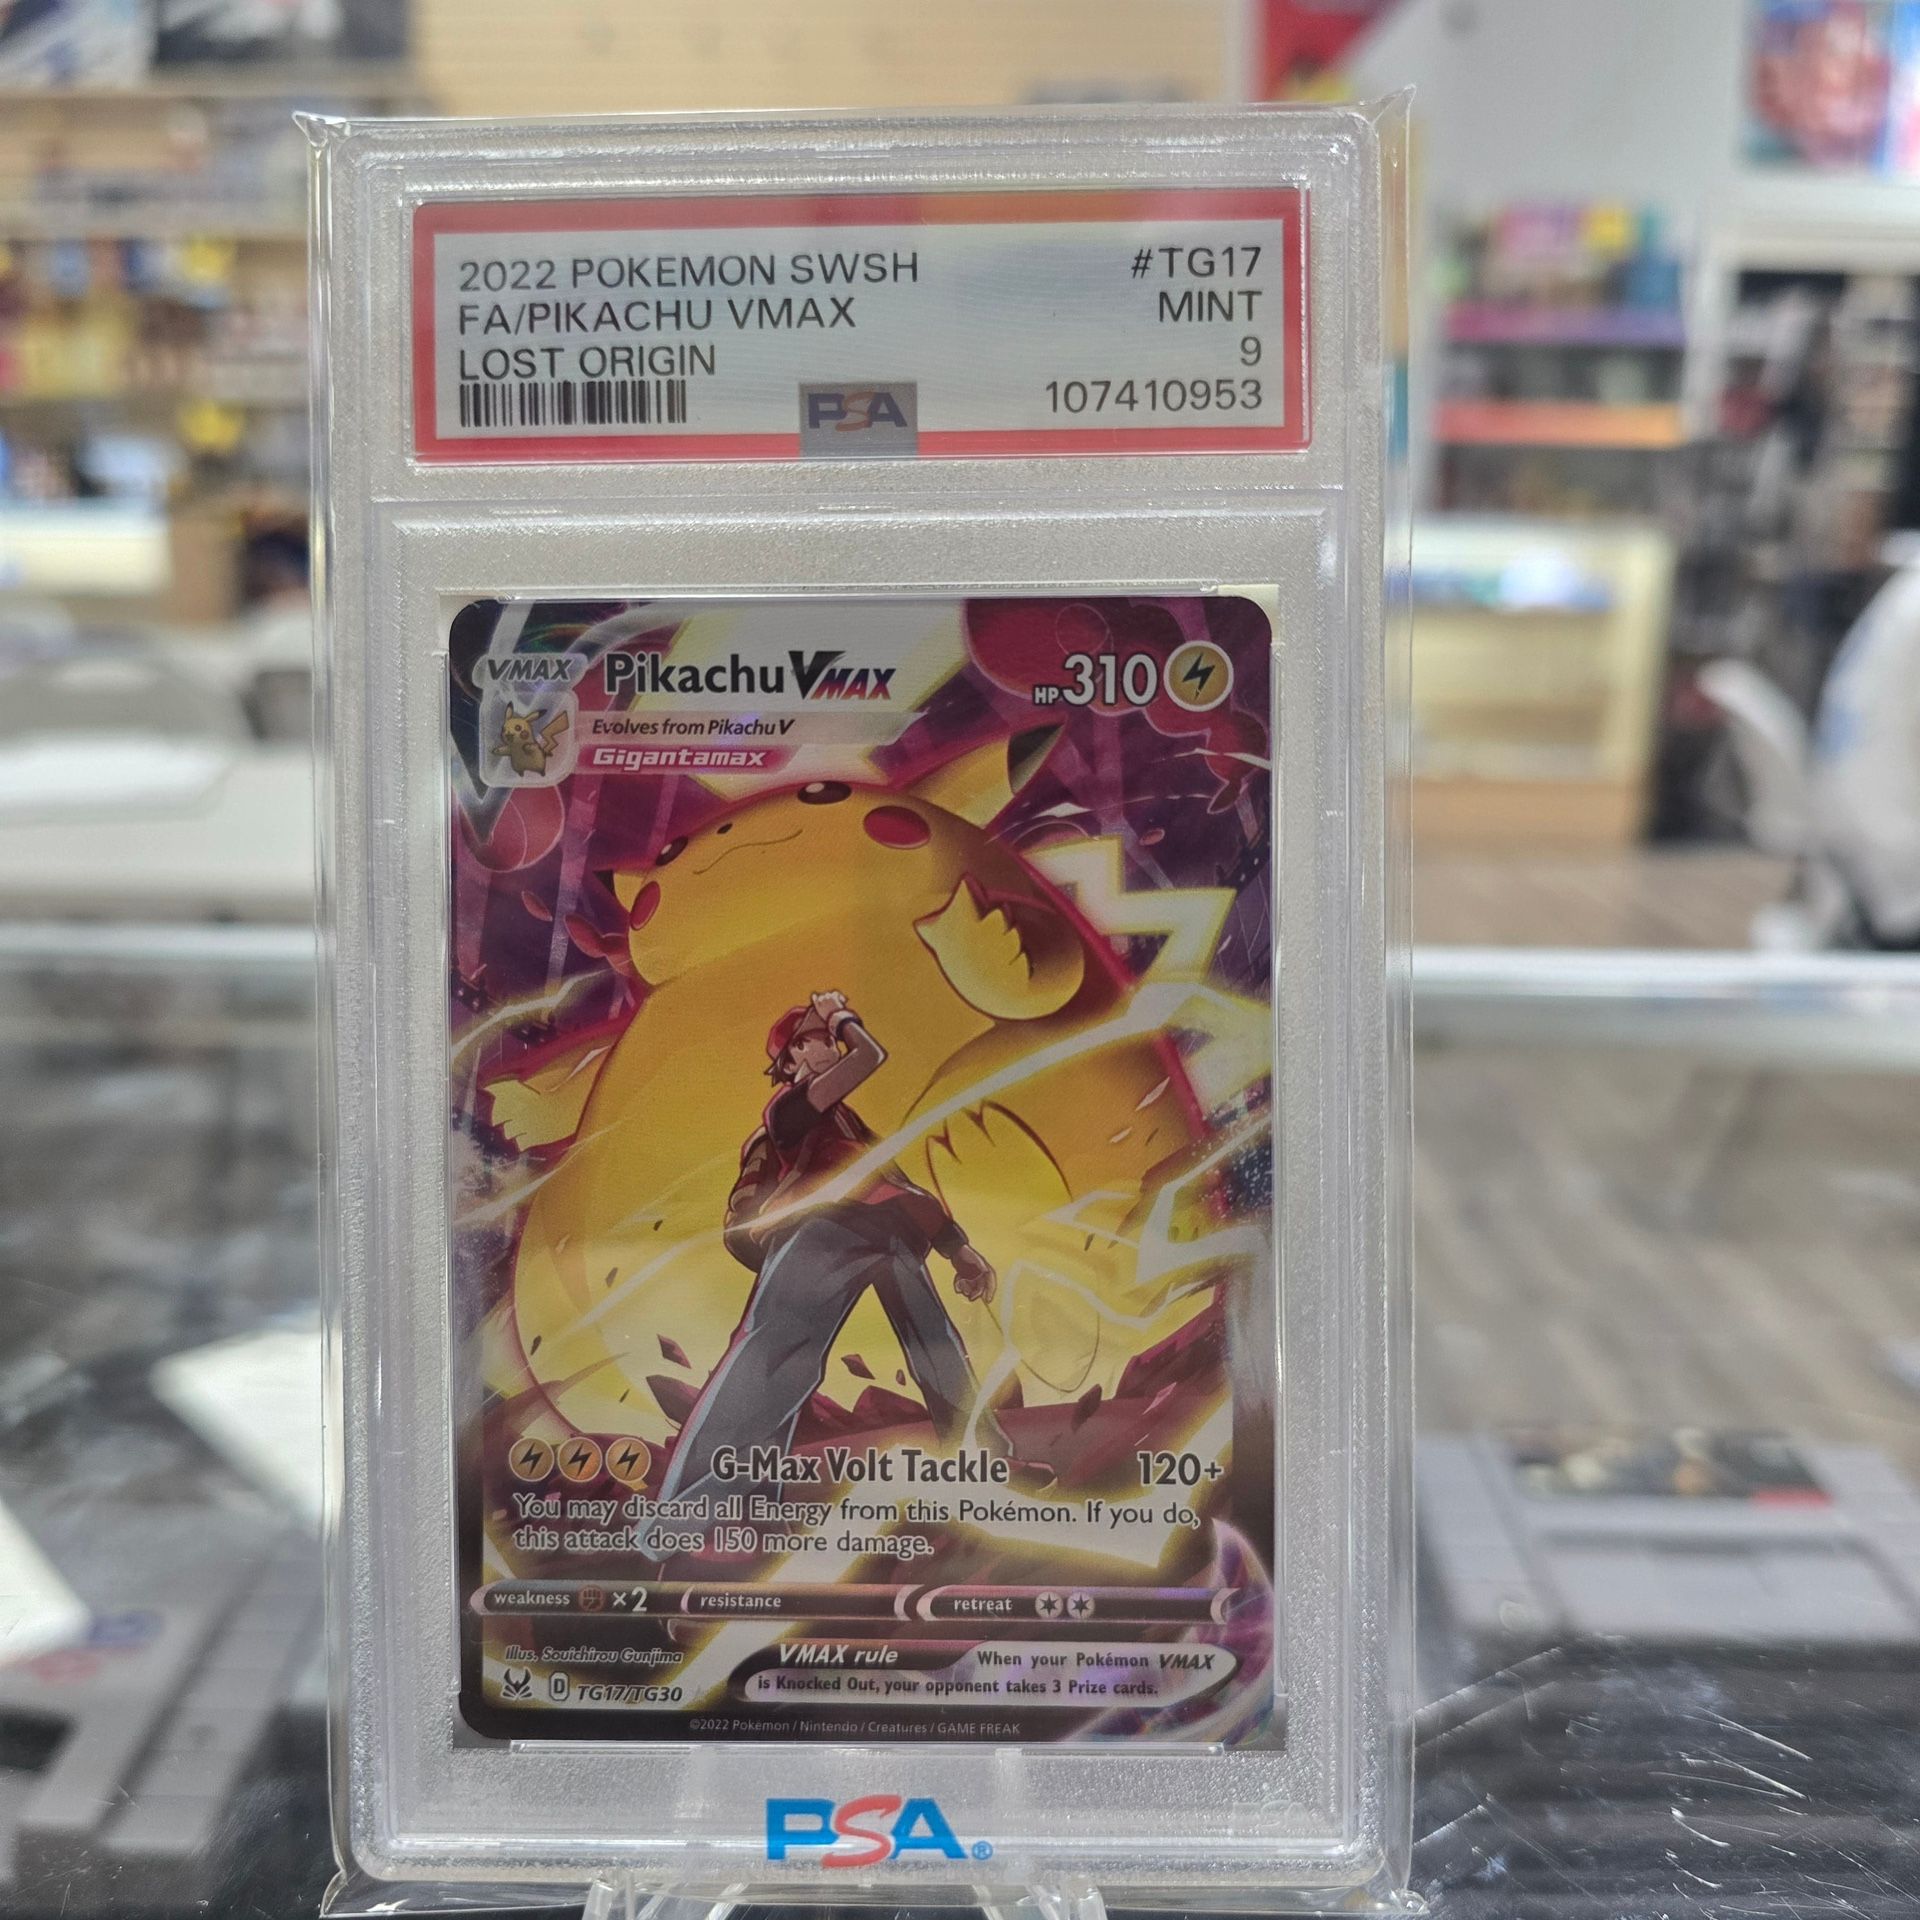 2022 POKEMON SWSH #TG17
FA/PIKACHU VMAX MINT
LOST ORIGIN 9
PSA 107410953
VMAX Pikachu VMAX HP 310
Evolves from Pikachu V
Gigantamax
G-Max Volt Tackle 120+
You may discard all Energy from this Pokémon. If you do,
this attack does 150 more damage.
weakness ×2 resistance retreat
Illus. Souichirou Gunjima VMAX rule When your Pokémon VMAX
is Knocked Out, your opponent takes 3 Prize cards.
D TG17/TG30
©2022 Pokémon / Nintendo / Creatures / GAME FREAK
PSA®